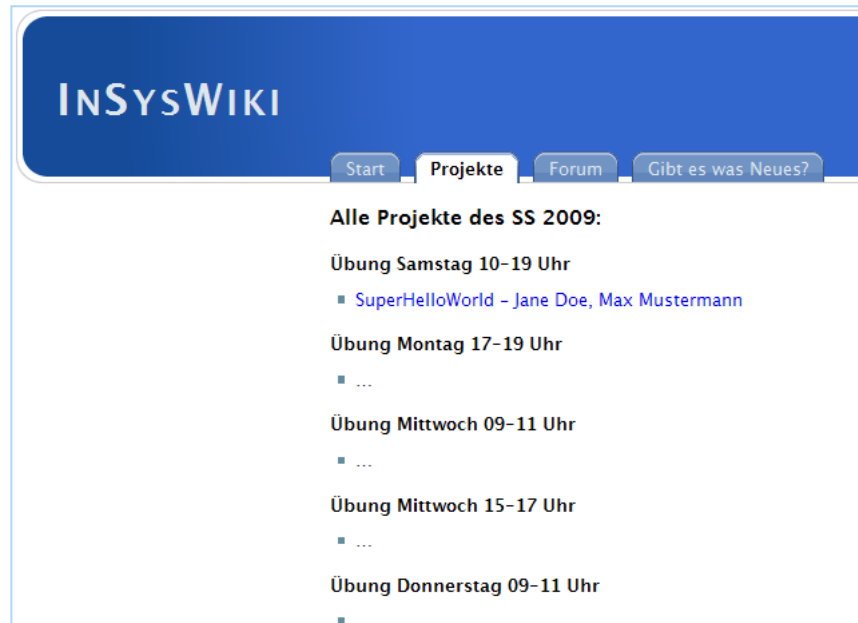 InSysWiki
Start Projekte Forum Gibt es was Neues?
Alle Projekte des SS 2009:
Übung Samstag 10-19 Uhr
SuperHelloWorld - Jane Doe, Max Mustermann
Übung Montag 17-19 Uhr
...
Übung Mittwoch 09-11 Uhr
...
Übung Mittwoch 15-17 Uhr
...
Übung Donnerstag 09-11 Uhr